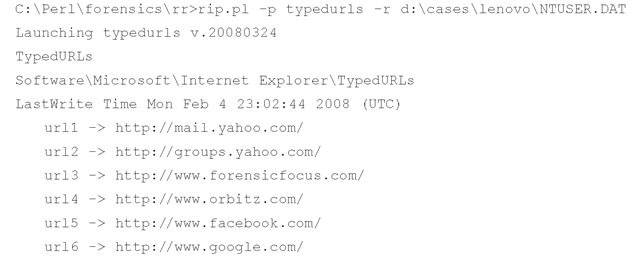 C:\Perl\forensics\rr>rip.pl -p typedurls -r d:\cases\lenovo\NTUSER.DAT
Launching typedurls v.20080324
TypedURLs
Software\Microsoft\Internet Explorer\TypedURLs
LastWrite Time Mon Feb 4 23:02:44 2008 (UTC)
url1 -> http://mail.yahoo.com/
url2 -> http://groups.yahoo.com/
url3 -> http://www.forensicfocus.com/
url4 -> http://www.orbitz.com/
url5 -> http://www.facebook.com/
url6 -> http://www.google.com/